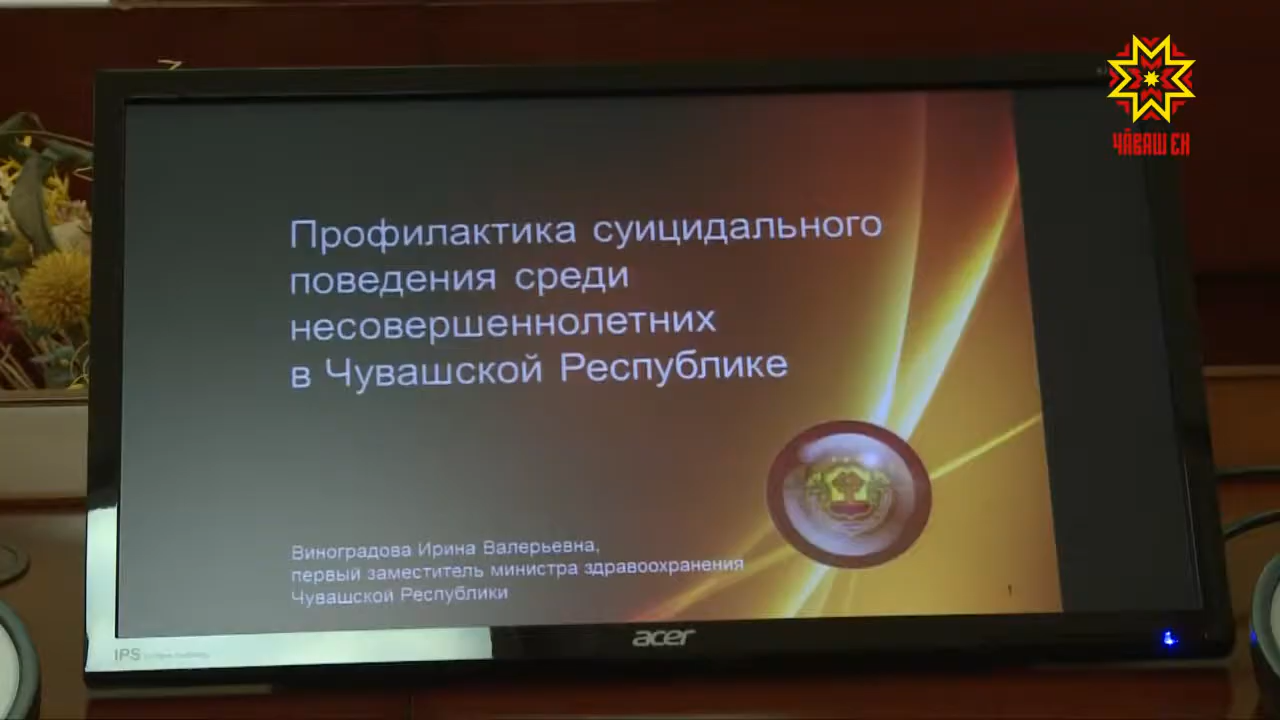 ЧӐВАШ ЕН
Профилактика суицидального
поведения среди
несовершеннолетних
в Чувашской Республике
Виноградова Ирина Валерьевна,
первый заместитель министра здравоохранения
Чувашской Республики
1
acer
IPS